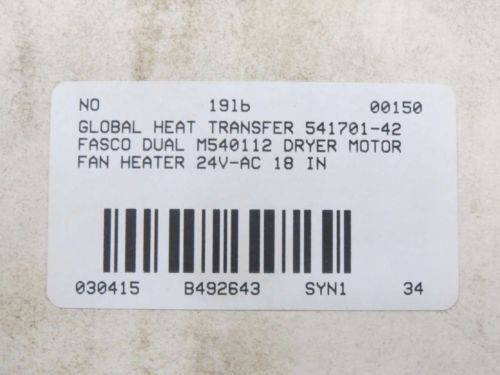 NO 19lb 00150
GLOBAL HEAT TRANSFER 541701-42
FASCO DUAL M540112 DRYER MOTOR
FAN HEATER 24V-AC 18 IN
030415 B492643 SYN1 34